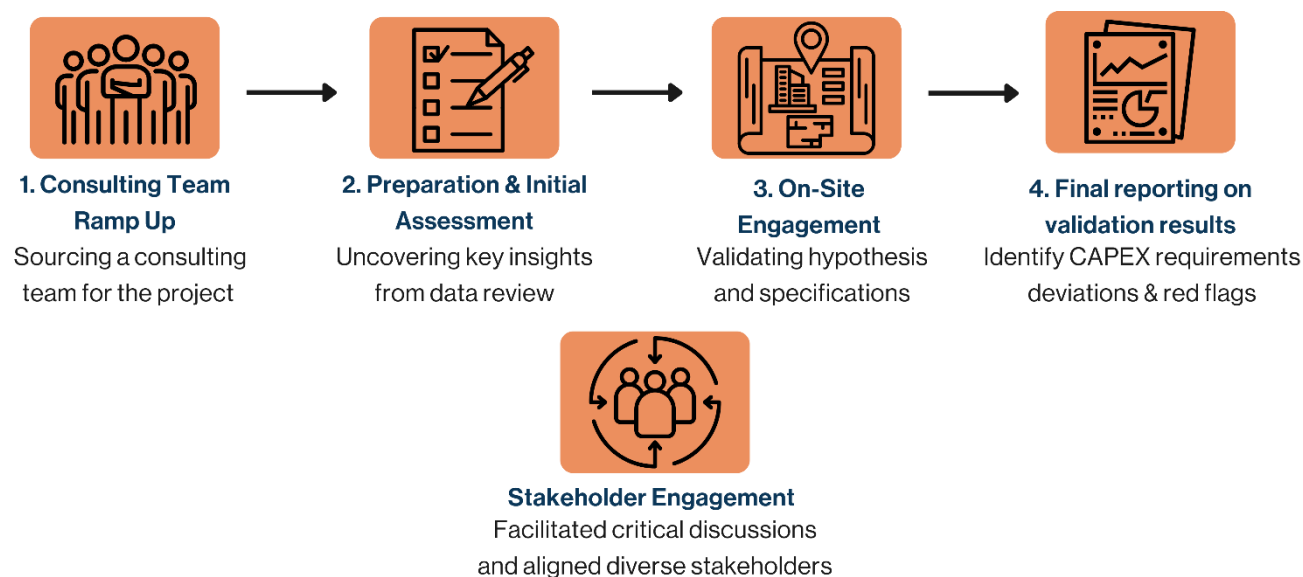 1. Consulting Team
Ramp Up
Sourcing a consulting
team for the project
2. Preparation & Initial
Assessment
Uncovering key insights
from data review
3. On-Site
Engagement
Validating hypothesis
and specifications
4. Final reporting on
validation results
Identify CAPEX requirements
deviations & red flags
Stakeholder Engagement
Facilitated critical discussions
and aligned diverse stakeholders